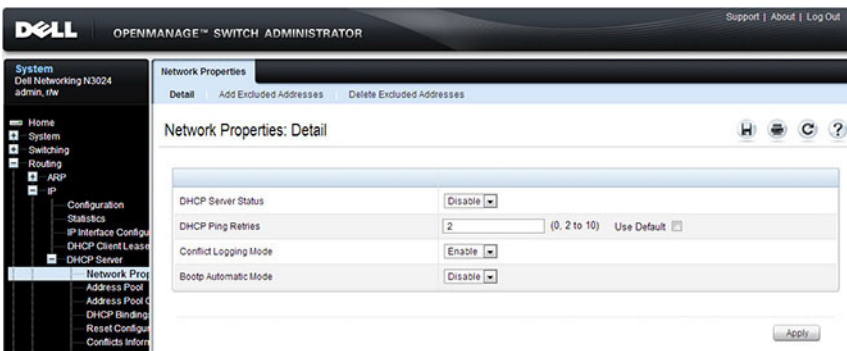 Support | About | Log Out
DELL OPENMANAGE™ SWITCH ADMINISTRATOR
System
Dell Networking N3024
admin, r/w
Home
System
Switching
Routing
ARP
IP
Configuration
Statistics
IP Interface Configu
DHCP Client Lease
DHCP Server
Network Prop
Address Pool
Address Pool C
DHCP Binding
Reset Configur
Conflicts Inform
Network Properties
Detail Add Excluded Addresses Delete Excluded Addresses
Network Properties: Detail
?
DHCP Server Status Disable
DHCP Ping Retries 2 (0, 2 to 10) Use Default
Conflict Logging Mode Enable
Bootp Automatic Mode Disable
Apply